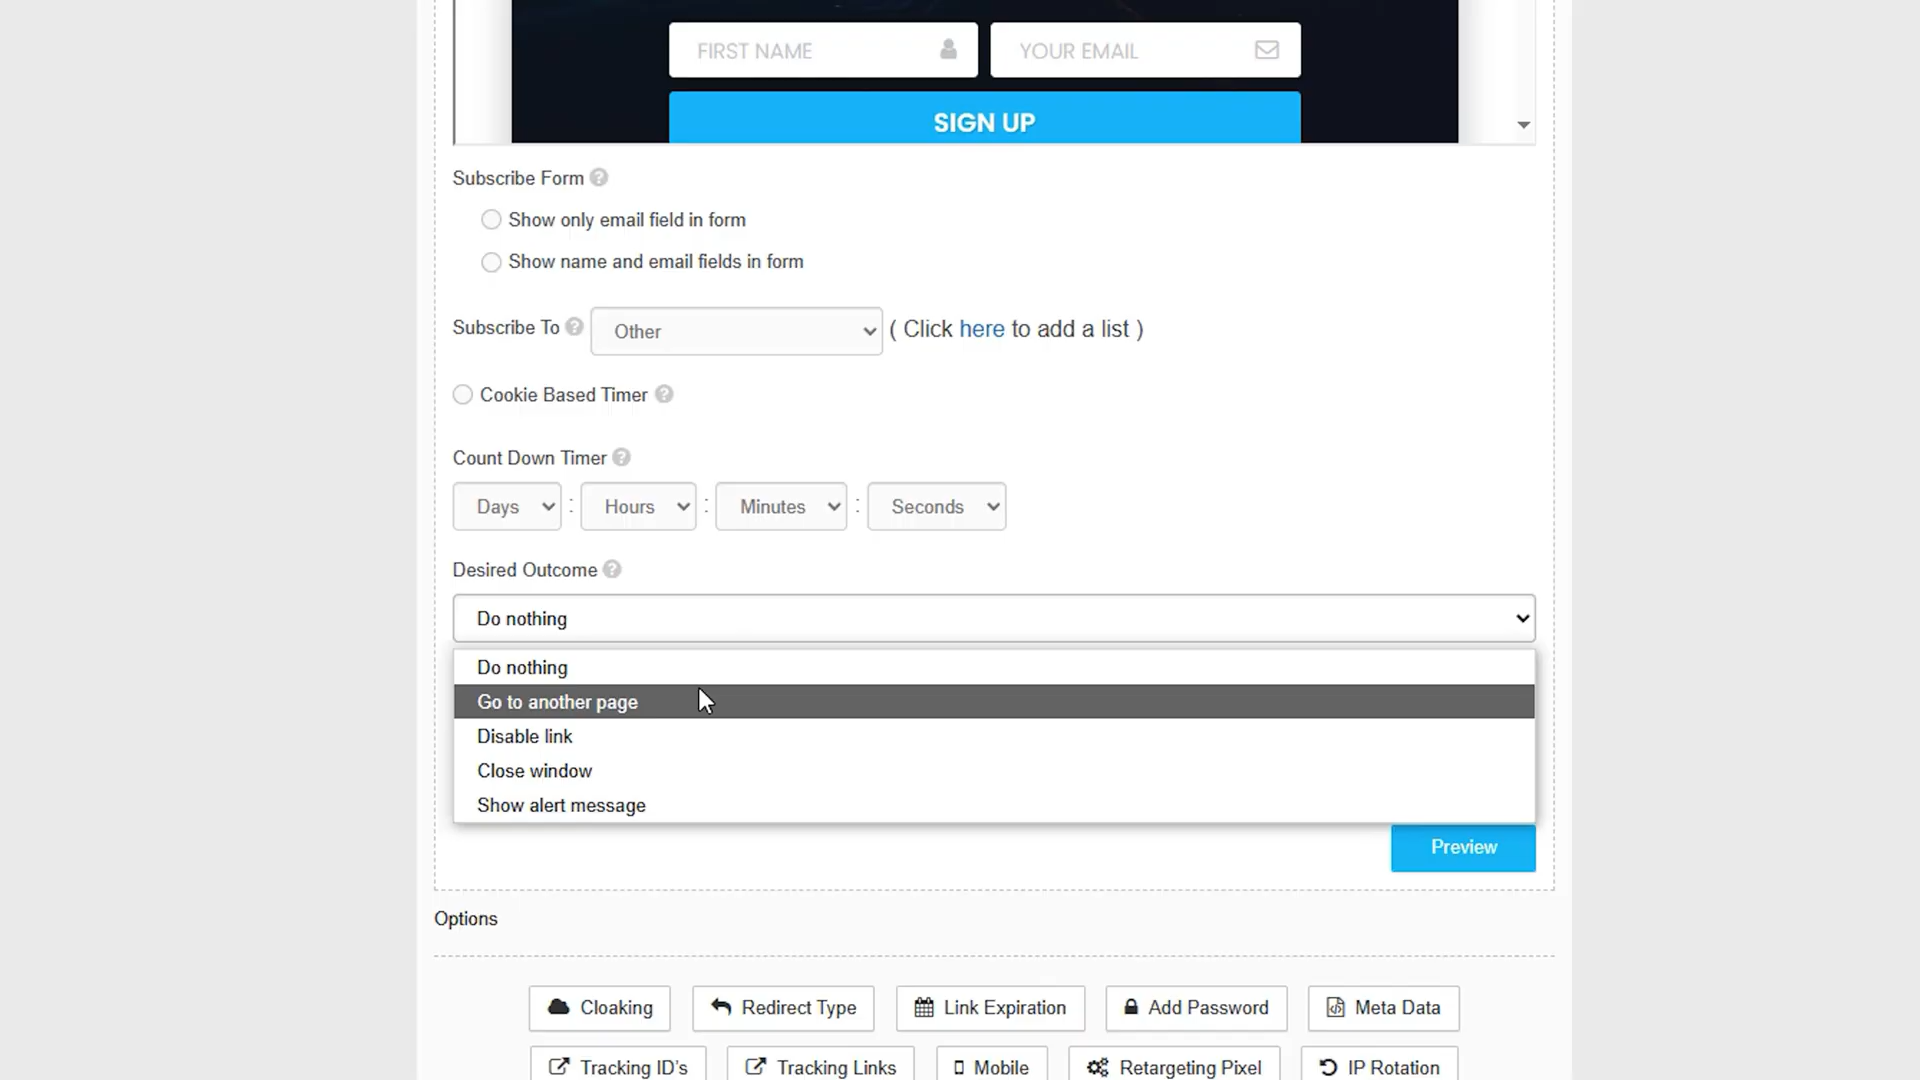 FIRST NAME
YOUR EMAIL
SIGN UP
Subscribe Form ?
Show only email field in form
Show name and email fields in form
Subscribe To ? Other ( Click here to add a list )
Cookie Based Timer ?
Count Down Timer ?
Days : Hours : Minutes : Seconds
Desired Outcome ?
Do nothing
Do nothing
Go to another page
Disable link
Close window
Show alert message
Preview
Options
Cloaking Redirect Type Link Expiration Add Password Meta Data
Tracking ID's Tracking Links Mobile Retargeting Pixel IP Rotation